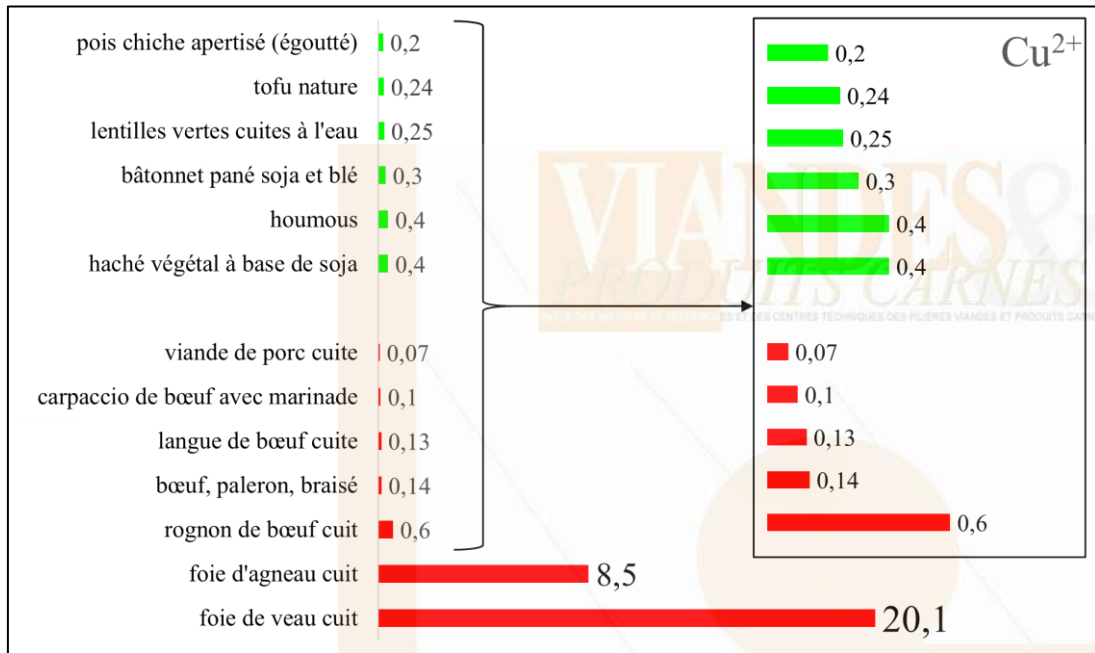 pois chiche apertisé (égoutté) 0,2
tofu nature 0,24
lentilles vertes cuites à l'eau 0,25
bâtonnet pané soja et blé 0,3
houmous 0,4
haché végétal à base de soja 0,4
viande de porc cuite 0,07
carpaccio de bœuf avec marinade 0,1
langue de bœuf cuite 0,13
bœuf, paleron, braisé 0,14
rognon de bœuf cuit 0,6
foie d'agneau cuit 8,5
foie de veau cuit 20,1
Cu²⁺
0,2
0,24
0,25
0,3
0,4
0,4
0,07
0,1
0,13
0,14
0,6
VIANDES&
PRODUITS CARNÉS